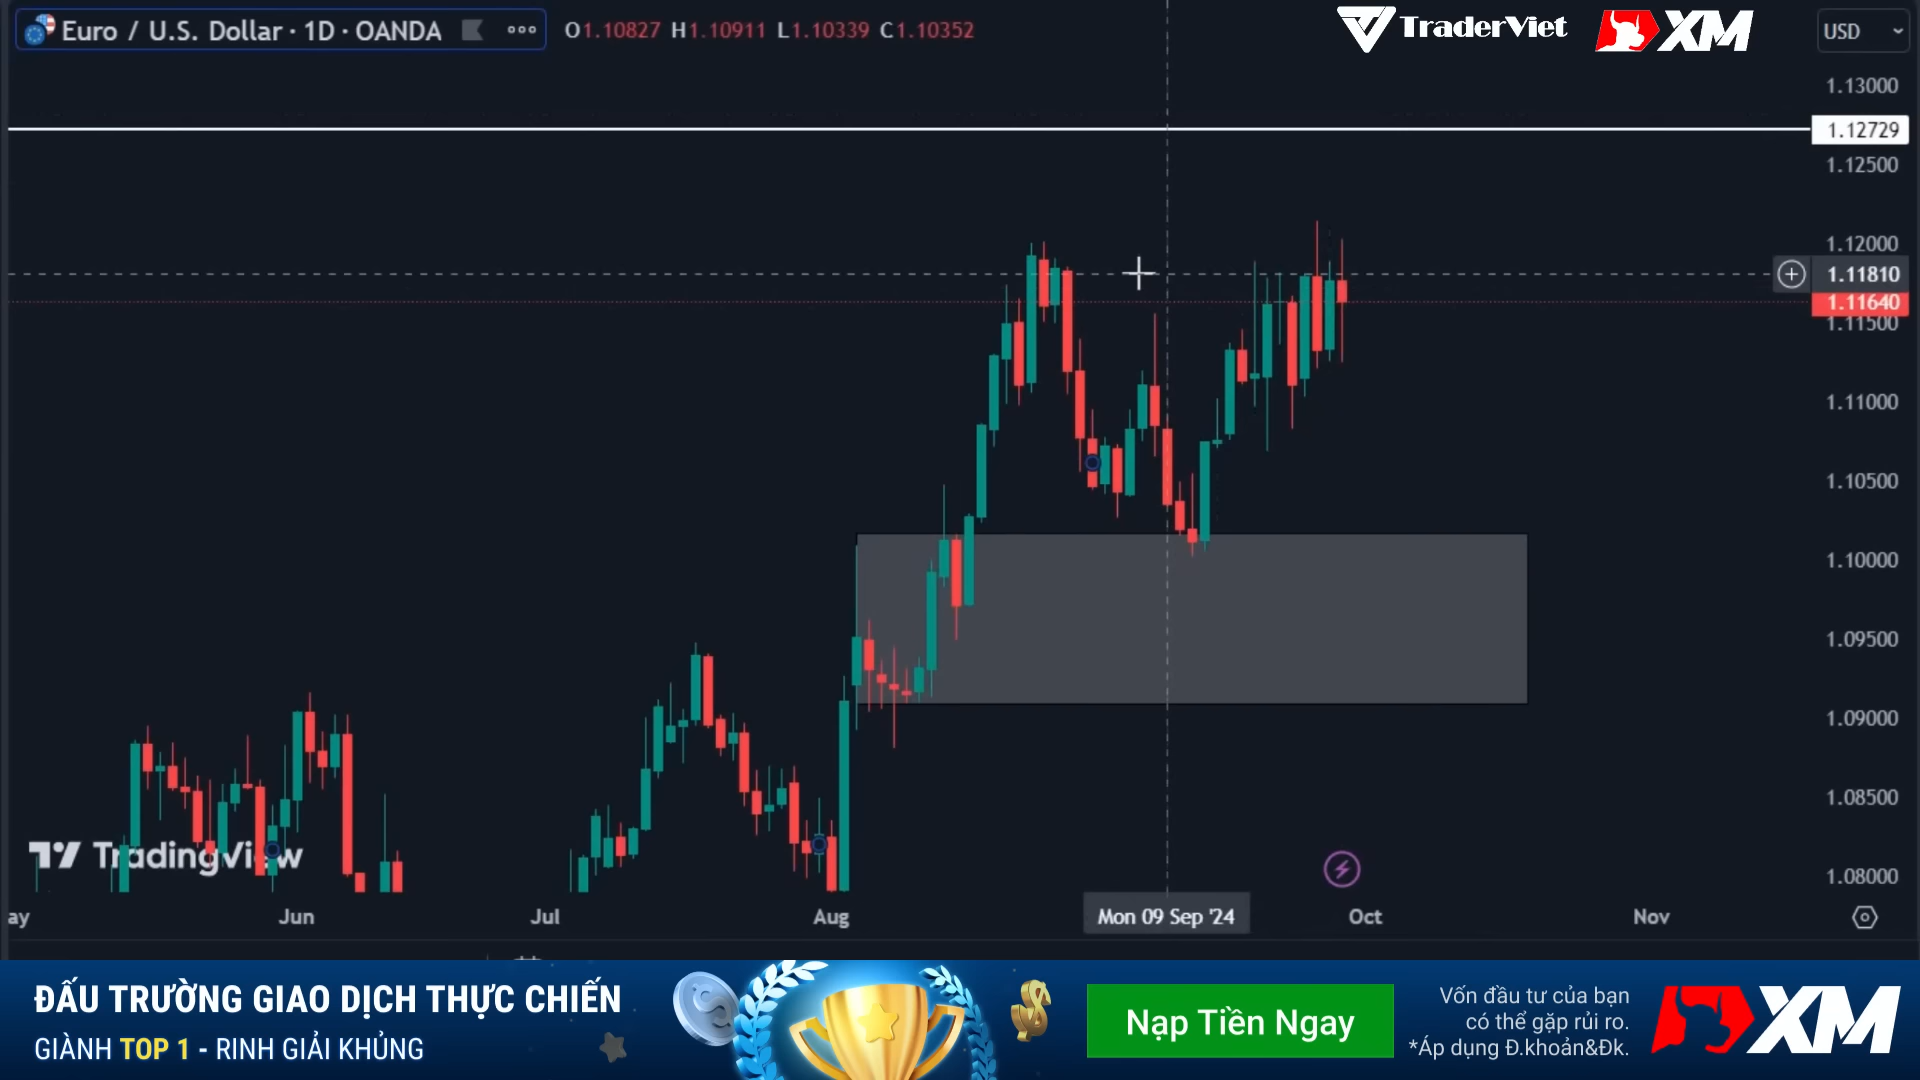 Euro / U.S. Dollar · 1D · OANDA
O1.10827 H1.10911 L1.10339 C1.10352
TraderViet
XM
USD
1.13000
1.12729
1.12500
1.12000
1.11810
1.11640
1.11500
1.11000
1.10500
1.10000
1.09500
1.09000
1.08500
1.08000
TradingView
ay
Jun
Jul
Aug
Mon 09 Sep '24
Oct
Nov
ĐẤU TRƯỜNG GIAO DỊCH THỰC CHIẾN
GIÀNH TOP 1 - RINH GIẢI KHỦNG
Nạp Tiền Ngay
Vốn đầu tư của bạn
có thể gặp rủi ro.
*Áp dụng Đ.khoản&Đk.
XM